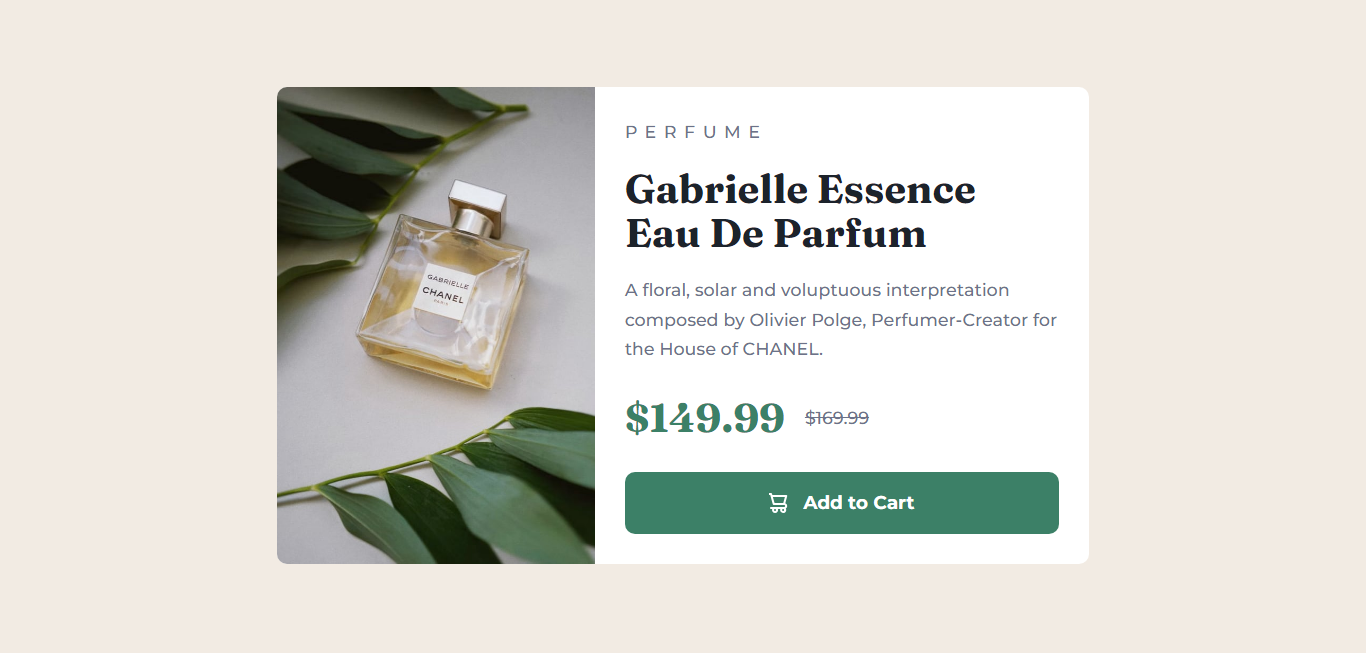 PERFUME
Gabrielle Essence
Eau De Parfum
A floral, solar and voluptuous interpretation
composed by Olivier Polge, Perfumer-Creator for
the House of CHANEL.
$149.99 $169.99
Add to Cart
GABRIELLE
CHANEL
PARIS